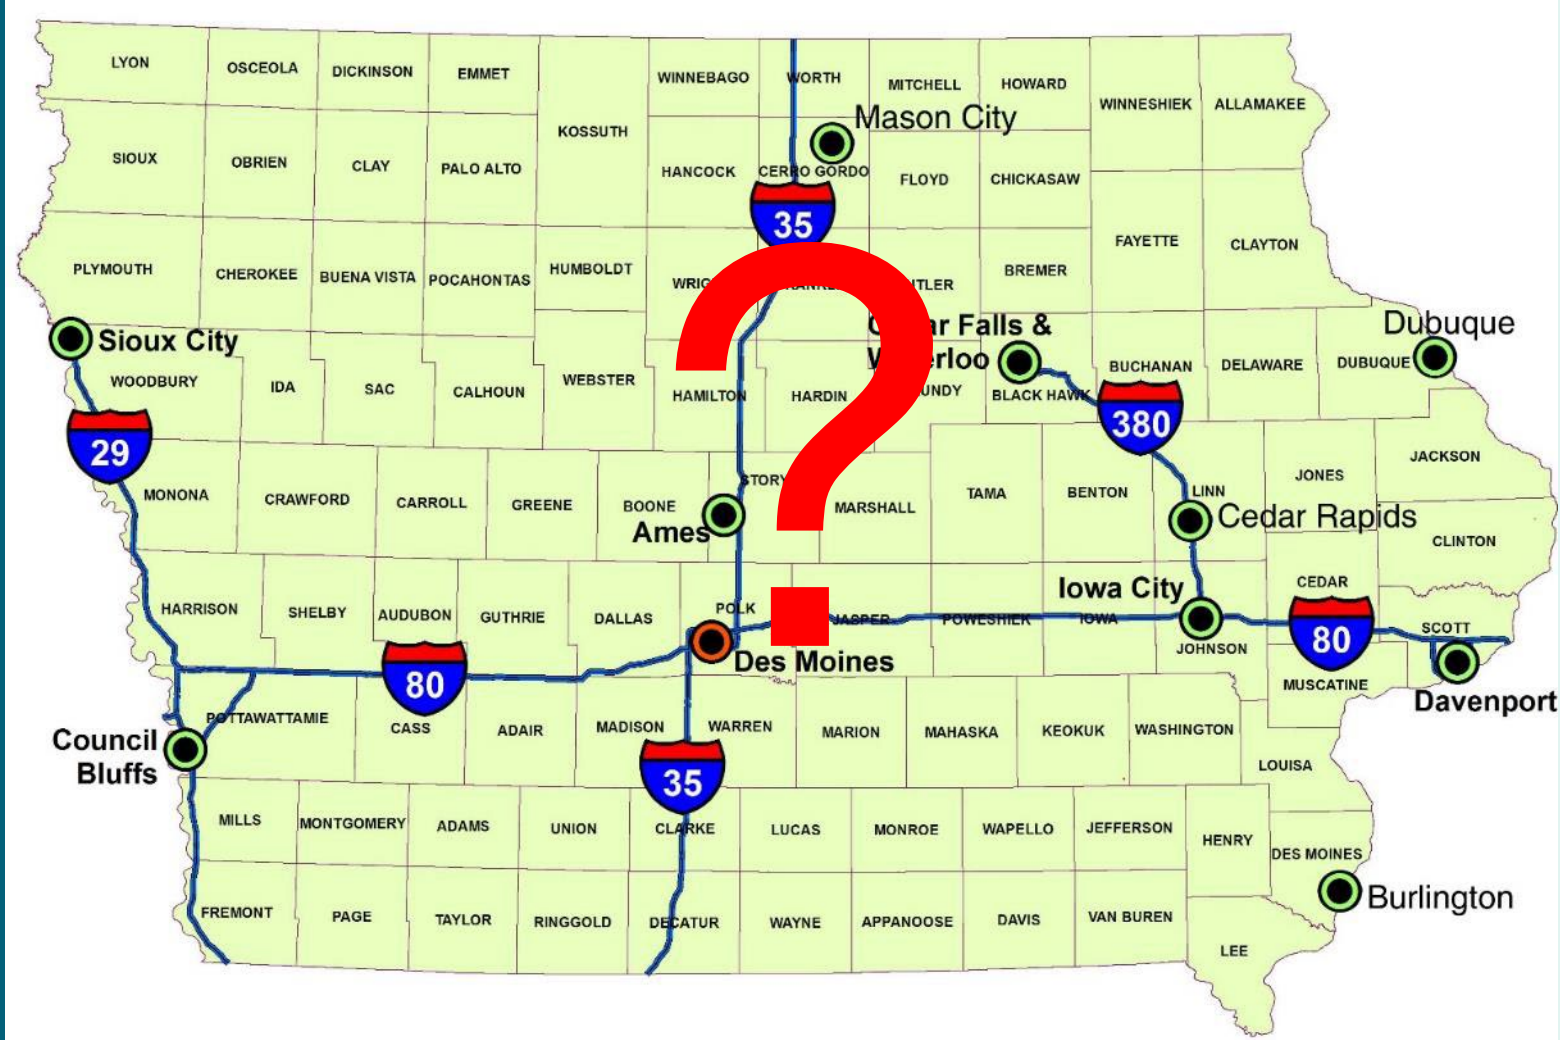 LYON
OSCEOLA
DICKINSON
EMMET
WINNEBAGO
WORTH
MITCHELL
HOWARD
WINNESHIEK
ALLAMAKEE
KOSSUTH
Mason City
SIOUX
OBRIEN
CLAY
PALO ALTO
HANCOCK
CERRO GORDO
FLOYD
CHICKASAW
35
FAYETTE
CLAYTON
PLYMOUTH
CHEROKEE
BUENA VISTA
POCAHONTAS
HUMBOLDT
BREMER
?
Sioux City
Falls &
Dubuque
WOODBURY
IDA
SAC
CALHOUN
WEBSTER
HAMILTON
HARDIN
BLACK HAWK
BUCHANAN
DELAWARE
DUBUQUE
29
380
MONONA
CRAWFORD
CARROLL
GREENE
BOONE
STORY
MARSHALL
TAMA
BENTON
LINN
JONES
JACKSON
Ames
Cedar Rapids
CLINTON
HARRISON
SHELBY
AUDUBON
GUTHRIE
DALLAS
POLK
JASPER
POWESHIEK
IOWA
Iowa City
JOHNSON
CEDAR
80
SCOTT
Des Moines
80
MUSCATINE
Davenport
POTTAWATTAMIE
CASS
ADAIR
MADISON
WARREN
MARION
MAHASKA
KEOKUK
WASHINGTON
LOUISA
Council
Bluffs
35
MILLS
MONTGOMERY
ADAMS
UNION
CLARKE
LUCAS
MONROE
WAPELLO
JEFFERSON
HENRY
DES MOINES
Burlington
FREMONT
PAGE
TAYLOR
RINGGOLD
DECATUR
WAYNE
APPANOOSE
DAVIS
VAN BUREN
LEE